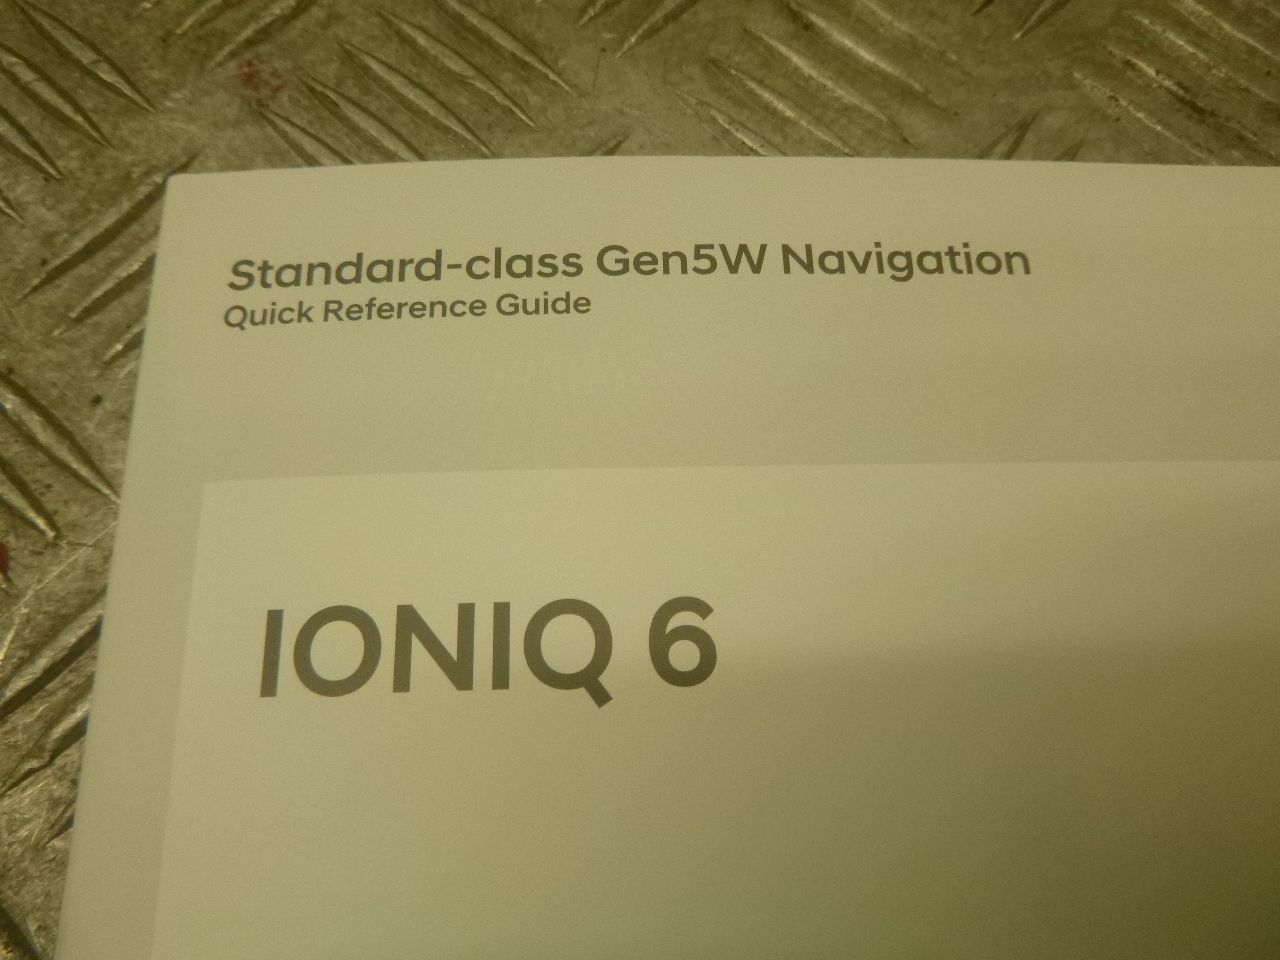 Standard-class Gen5W Navigation
Quick Reference Guide
IONIQ 6